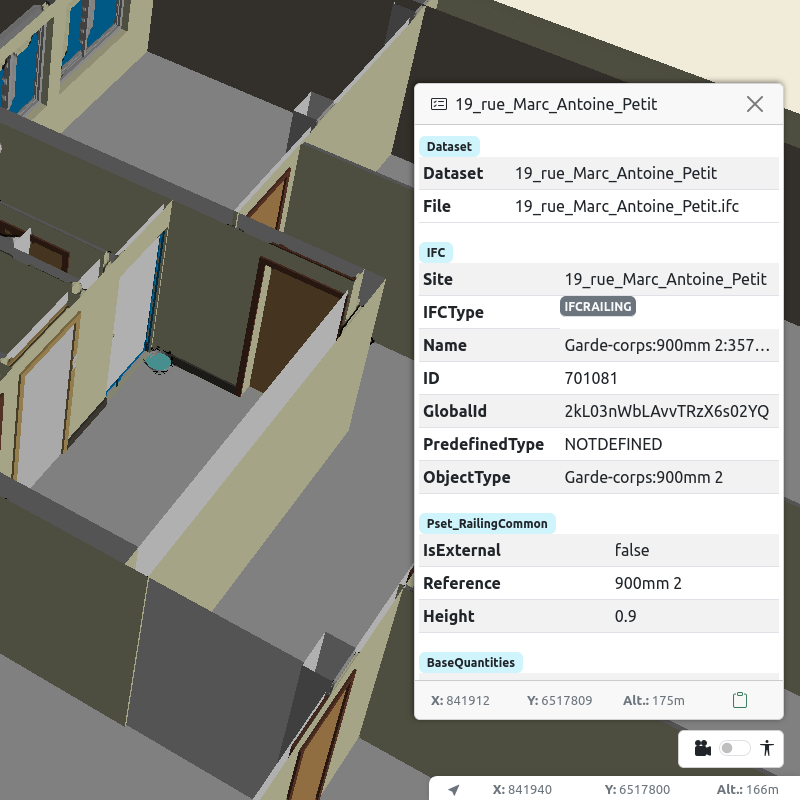 19_rue_Marc_Antoine_Petit
Dataset
Dataset 19_rue_Marc_Antoine_Petit
File 19_rue_Marc_Antoine_Petit.ifc
IFC
Site 19_rue_Marc_Antoine_Petit
IFCType IFCRAILING
Name Garde-corps:900mm 2:357...
ID 701081
GlobalId 2kL03nWbLAvvTRzX6s02YQ
PredefinedType NOTDEFINED
ObjectType Garde-corps:900mm 2
Pset_RailingCommon
IsExternal false
Reference 900mm 2
Height 0.9
BaseQuantities
X: 841912 Y: 6517809 Alt.: 175m
X: 841940 Y: 6517800 Alt.: 166m